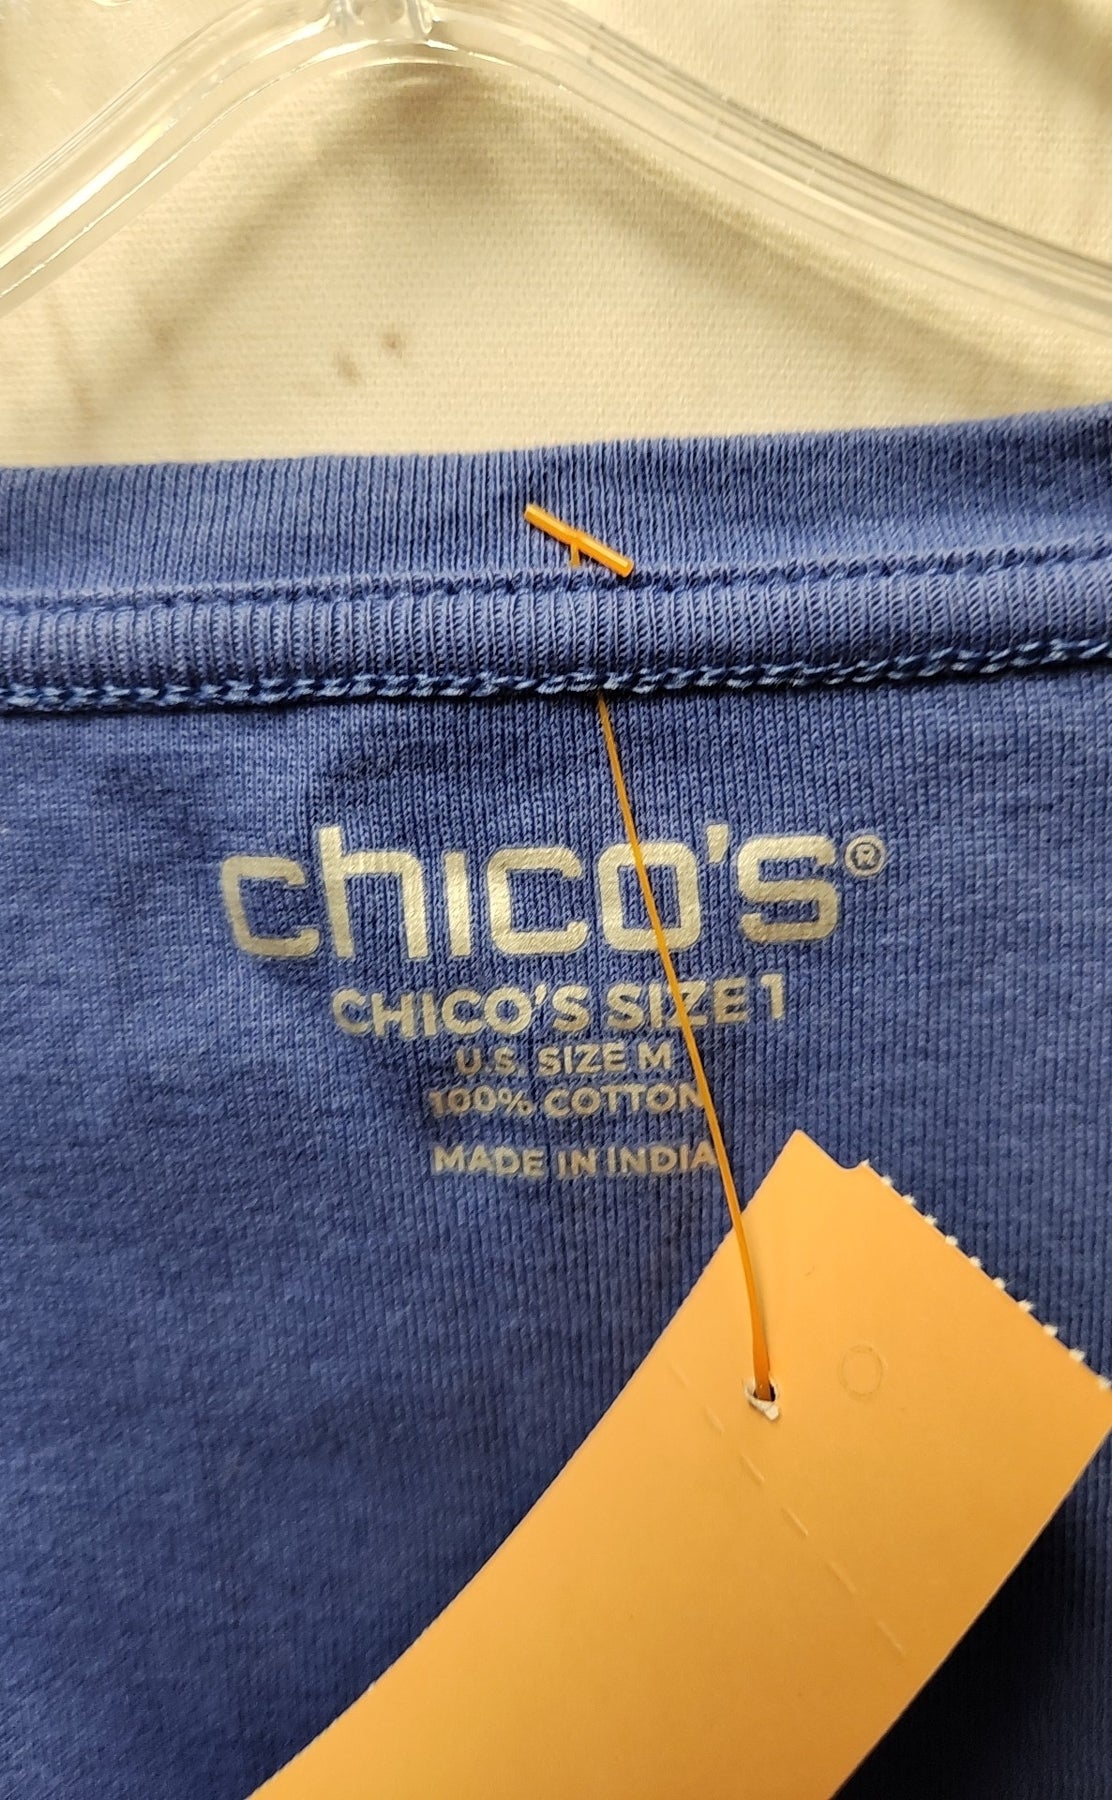 chico's®
CHICO'S SIZE 1
U.S. SIZE M
100% COTTON
MADE IN INDIA